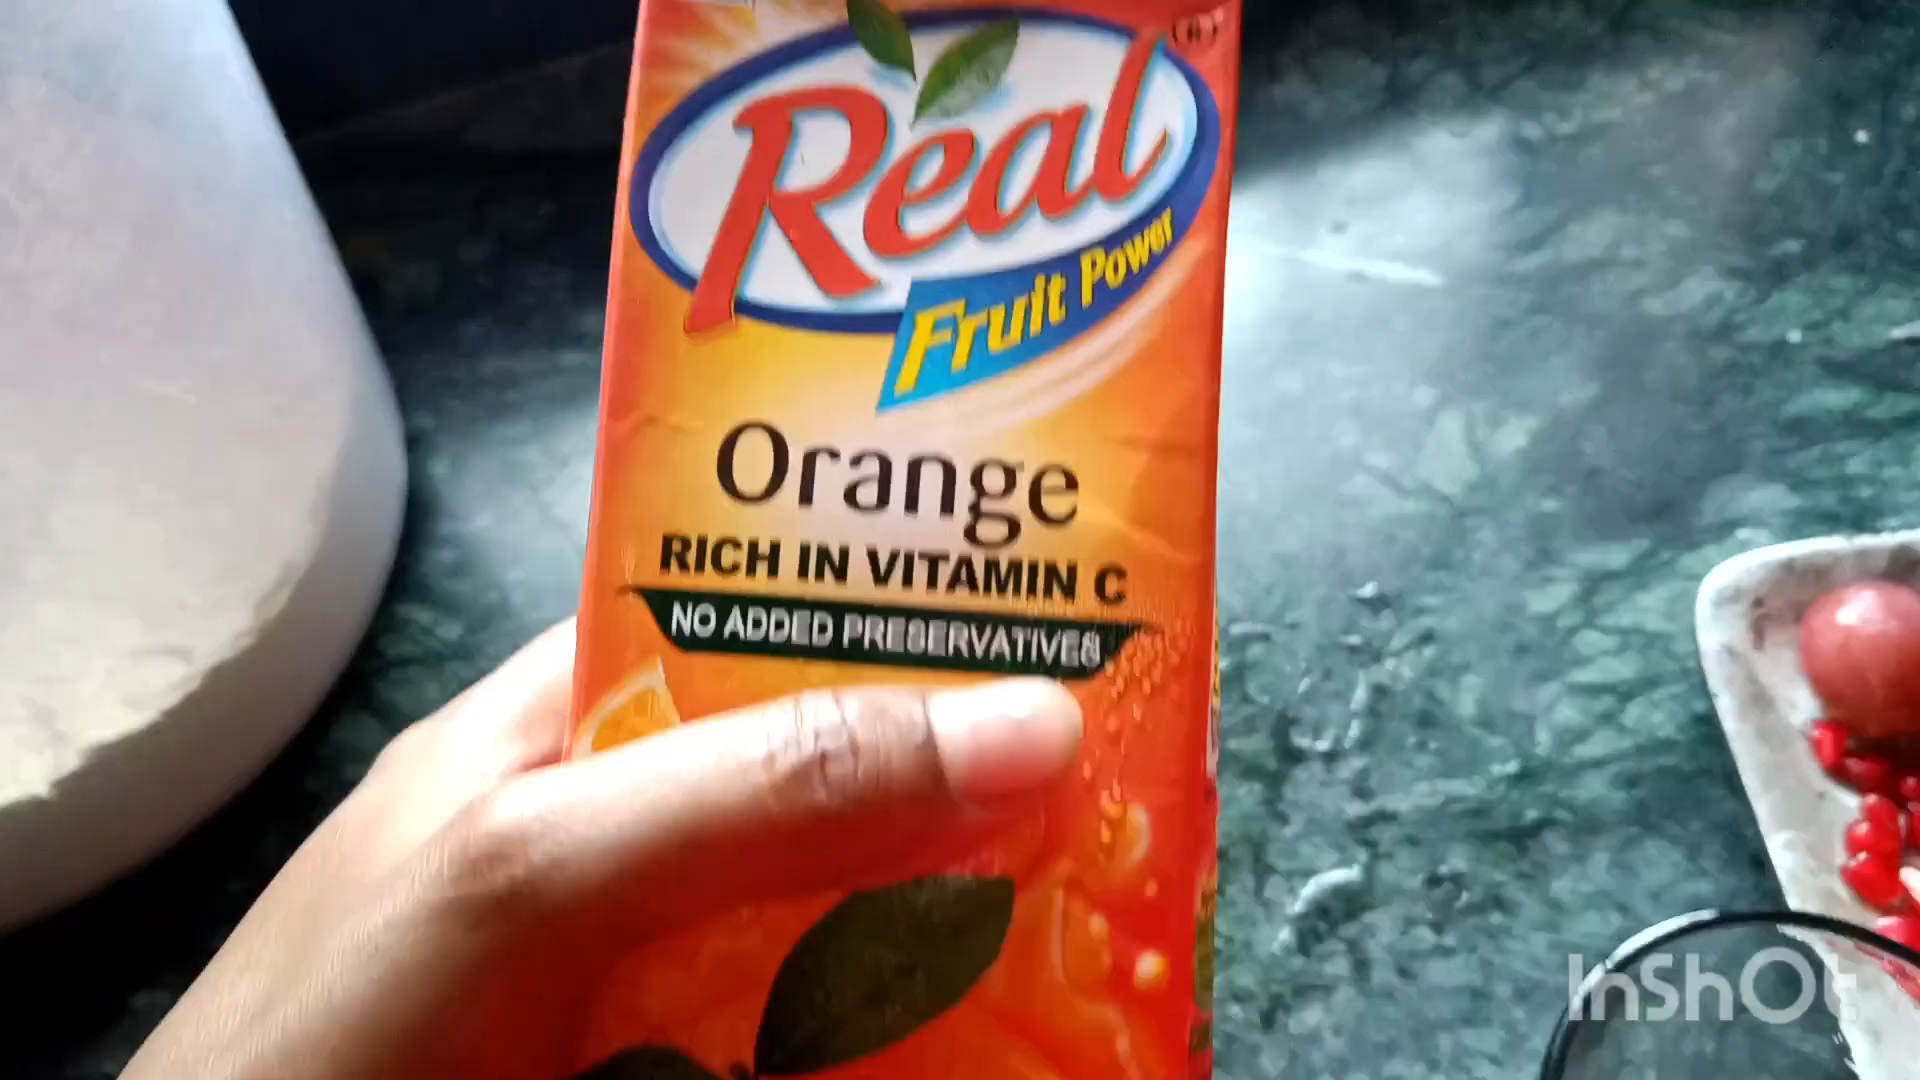 Real
Fruit Power
Orange
RICH IN VITAMIN C
NO ADDED PRESERVATIVES
InShOt